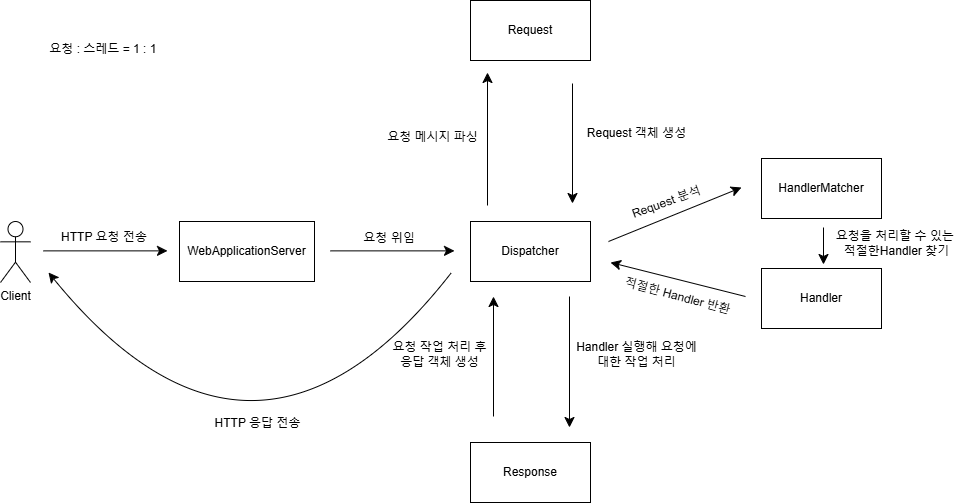 Request
요청 : 스레드 = 1 : 1
요청 메시지 파싱
Request 객체 생성
HandlerMatcher
Request 분석
HTTP 요청 전송
WebApplicationServer
요청 위임
Dispatcher
요청을 처리할 수 있는
적절한Handler 찾기
Client
적절한 Handler 반환
Handler
요청 작업 처리 후
응답 객체 생성
Handler 실행해 요청에
대한 작업 처리
HTTP 응답 전송
Response